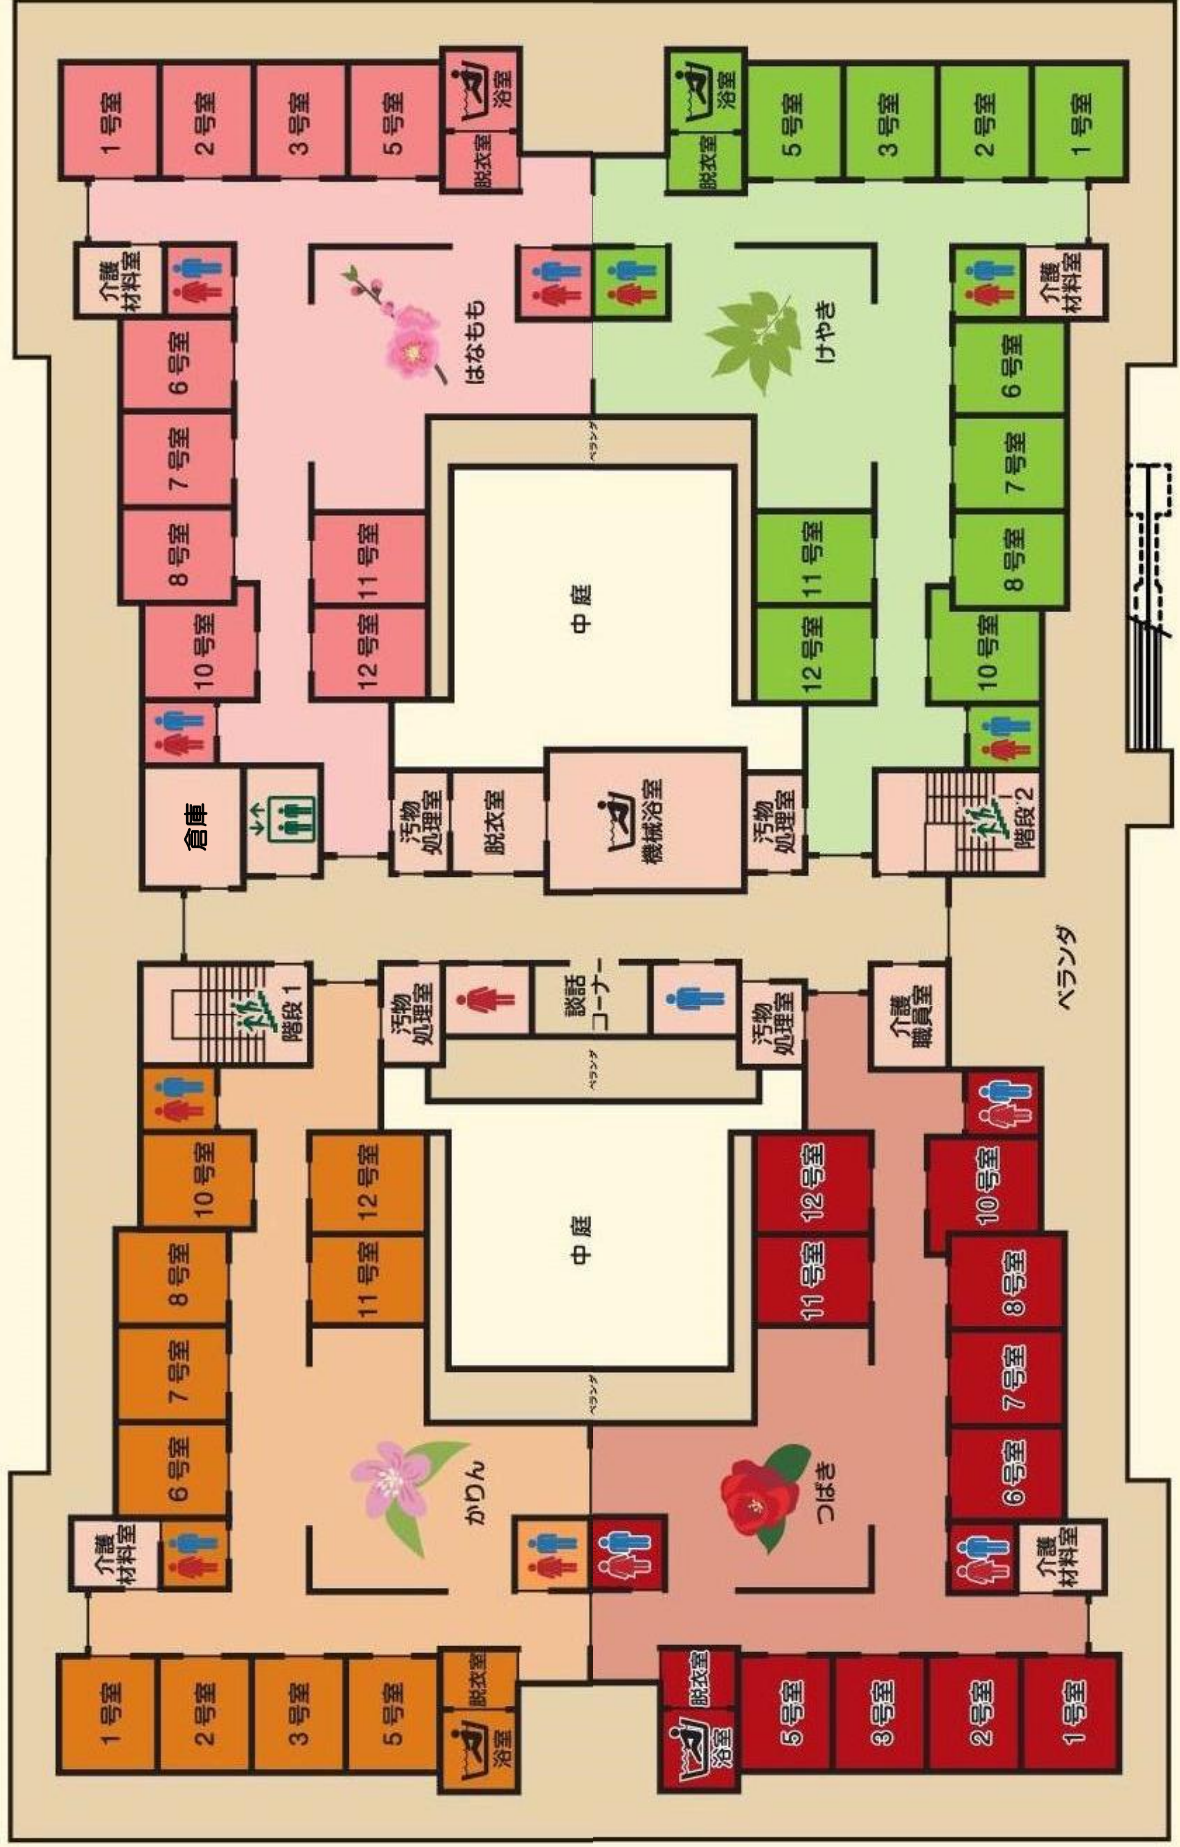 1号室
2号室
3号室
5号室
浴室
脱衣室
介護
材料室
6号室
7号室
8号室
10号室
11号室
12号室
はなもも
浴室
脱衣室
5号室
3号室
2号室
1号室
介護
材料室
6号室
7号室
8号室
10号室
11号室
12号室
けやき
ベランダ
中庭
倉庫
汚物
処理室
脱衣室
機械浴室
汚物
処理室
階段2
階段1
汚物
処理室
談話
コーナー
汚物
処理室
介護
職員室
ベランダ
ベランダ
中庭
ベランダ
10号室
8号室
7号室
6号室
12号室
11号室
かりん
介護
材料室
1号室
2号室
3号室
5号室
脱衣室
浴室
12号室
11号室
10号室
8号室
7号室
6号室
つばき
介護
材料室
脱衣室
浴室
5号室
3号室
2号室
1号室